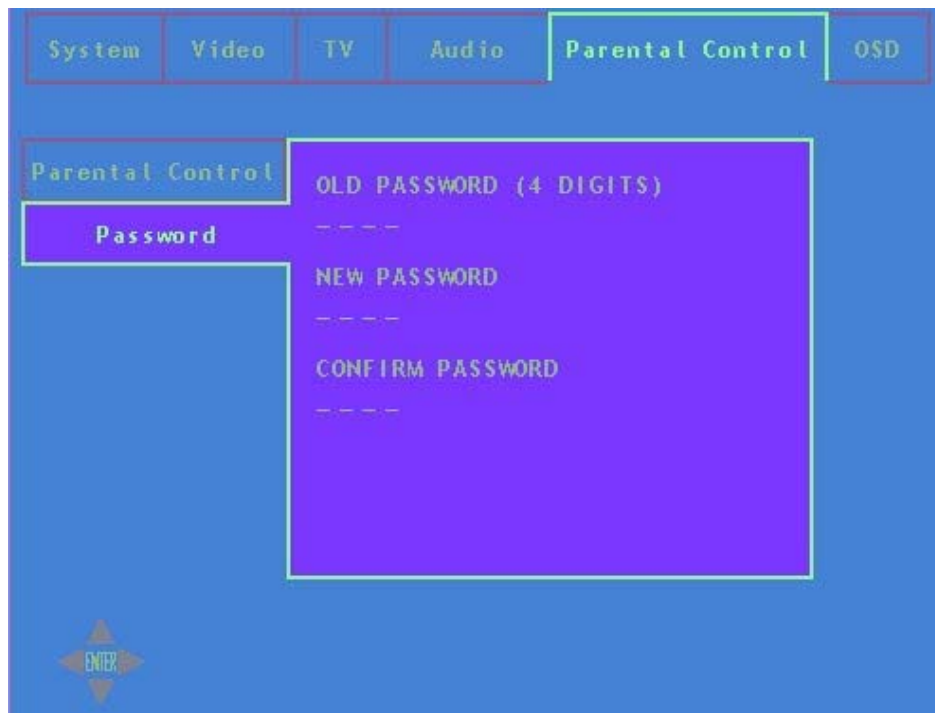 System Video TV Audio Parental Control OSD
Parental Control
Password
OLD PASSWORD (4 DIGITS)
_ _ _ _
NEW PASSWORD
_ _ _ _
CONFIRM PASSWORD
_ _ _ _
ENTER